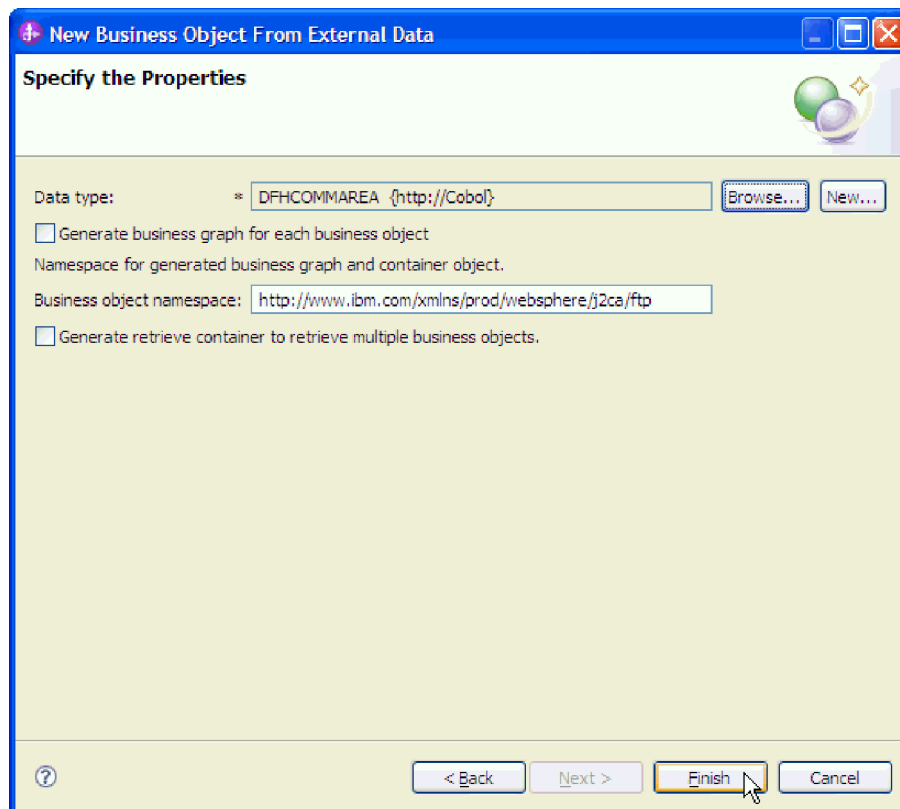 New Business Object From External Data
Specify the Properties
Data type: * DFHCOMMAREA {http://Cobol} Browse... New...
Generate business graph for each business object
Namespace for generated business graph and container object.
Business object namespace: http://www.ibm.com/xmlns/prod/websphere/j2ca/ftp
Generate retrieve container to retrieve multiple business objects.
? < Back Next > Finish Cancel